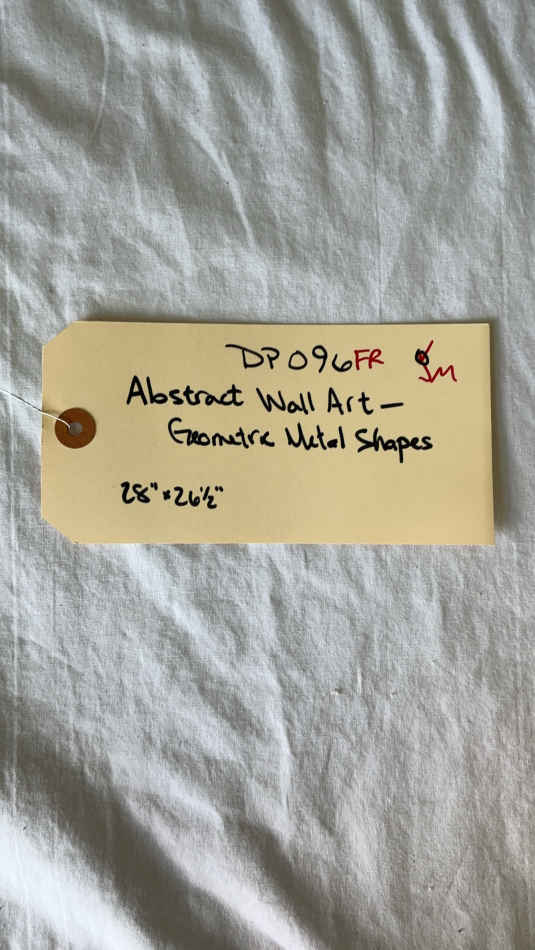 DP096FR
Abstract Wall Art —
Geometric Metal Shapes
28" x 26½"